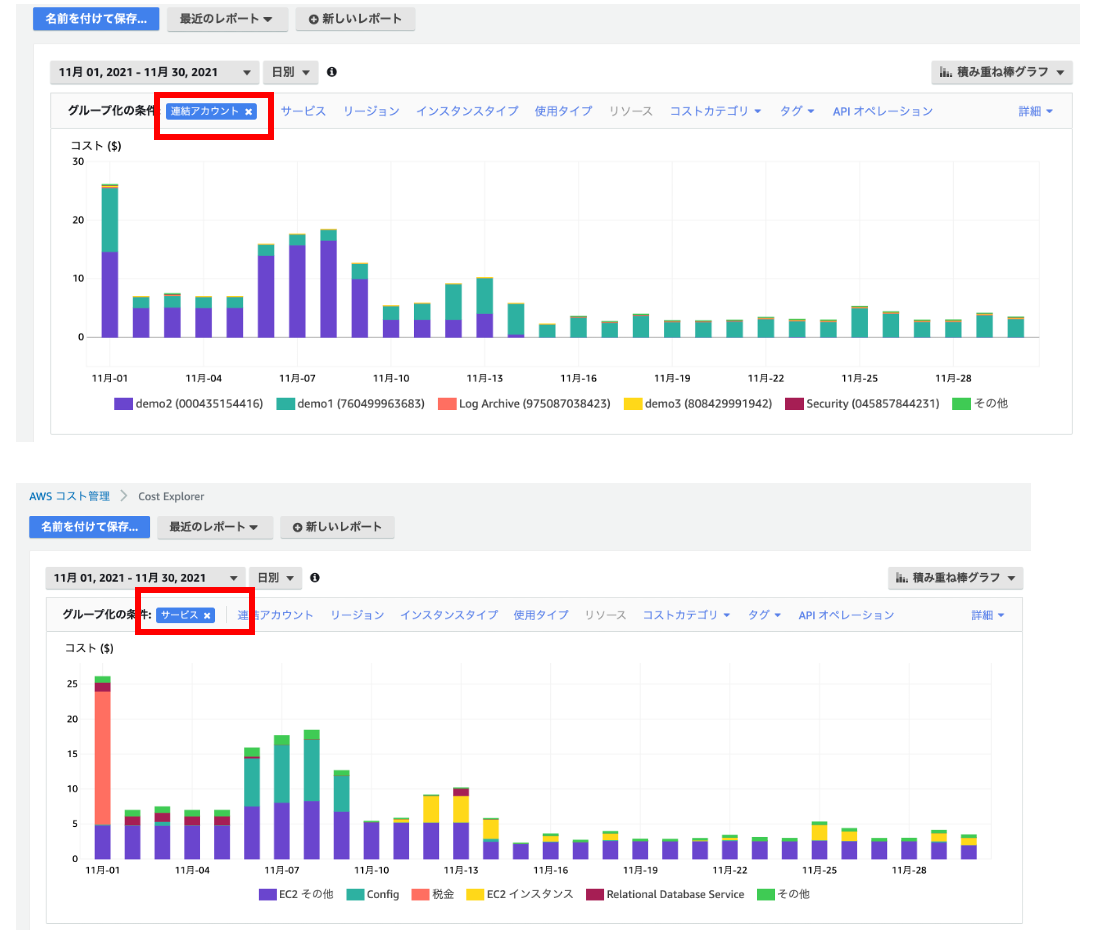 名前を付けて保存... 最近のレポート 新しいレポート
11月 01, 2021 - 11月 30, 2021 日別 積み重ね棒グラフ
グループ化の条件: 連結アカウント サービス リージョン インスタンスタイプ 使用タイプ リソース コストカテゴリ タグ API オペレーション 詳細
コスト ($)
30
20
10
0
11月-01 11月-04 11月-07 11月-10 11月-13 11月-16 11月-19 11月-22 11月-25 11月-28
demo2 (000435154416) demo1 (760499963683) Log Archive (975087038423) demo3 (808429991942) Security (045857844231) その他
AWS コスト管理 Cost Explorer
名前を付けて保存... 最近のレポート 新しいレポート
11月 01, 2021 - 11月 30, 2021 日別 積み重ね棒グラフ
グループ化の条件: サービス 連結アカウント リージョン インスタンスタイプ 使用タイプ リソース コストカテゴリ タグ API オペレーション 詳細
コスト ($)
25
20
15
10
5
0
11月-01 11月-04 11月-07 11月-10 11月-13 11月-16 11月-19 11月-22 11月-25 11月-28
EC2 その他 Config 税金 EC2 インスタンス Relational Database Service その他